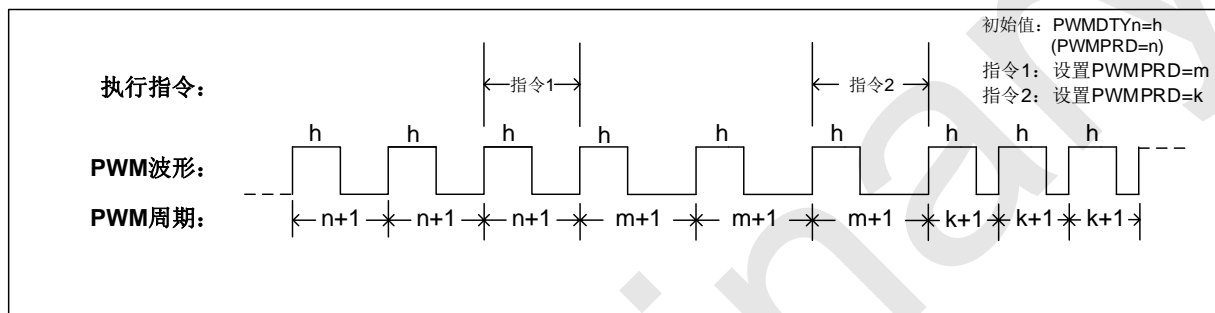 初始值：PWMDTYn=h
(PWMPRD=n)
指令1：设置PWMPRD=m
指令2：设置PWMPRD=k
执行指令：
指令1
指令2
h h h h h h h h h
PWM波形：
PWM周期：
n+1 n+1 n+1 m+1 m+1 m+1 k+1 k+1 k+1